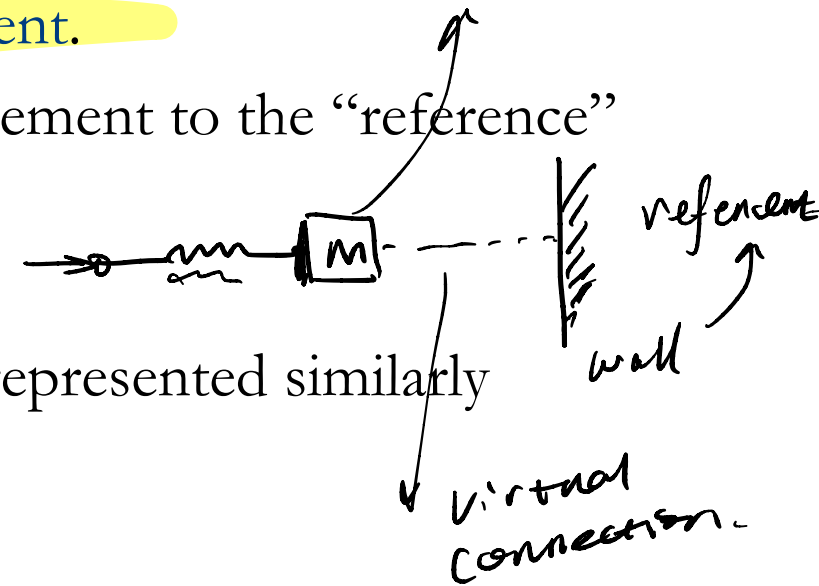 ent.
ement to the “reference”
m
refencent
wall
epresented similarly
virtual
connection.